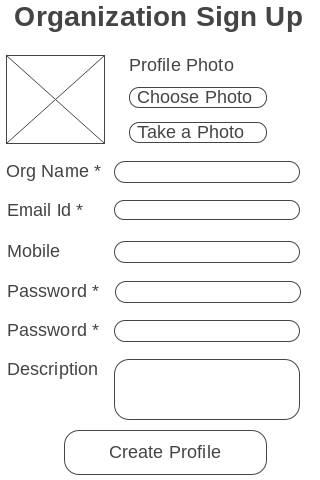 Organization Sign Up
Profile Photo
Choose Photo
Take a Photo
Org Name *
Email Id *
Mobile
Password *
Password *
Description
Create Profile